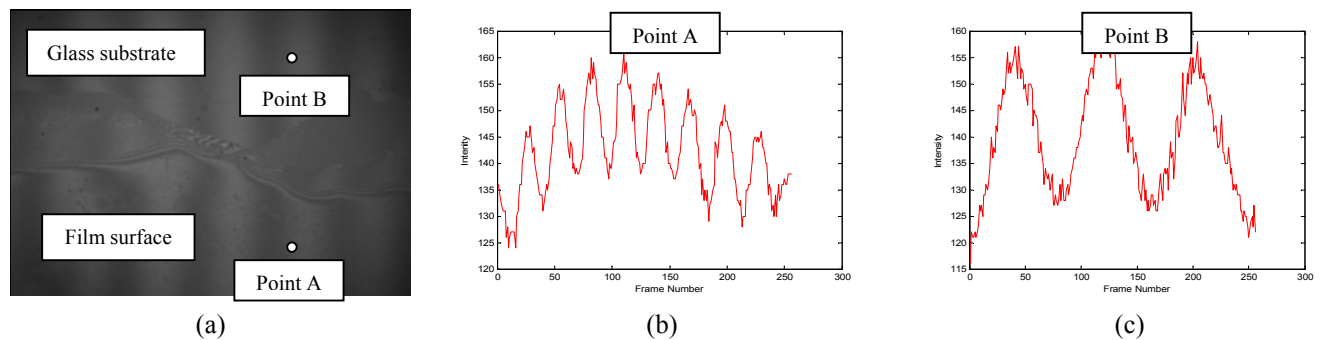 Glass substrate
Point B
Film surface
Point A
(a)
Point A
165
160
155
150
145
140
135
130
125
120
Intenity
0 50 100 150 200 250 300
Frame Number
(b)
Point B
160
155
150
145
140
135
130
125
120
115
Intensity
0 50 100 150 200 250 300
Frame Number
(c)